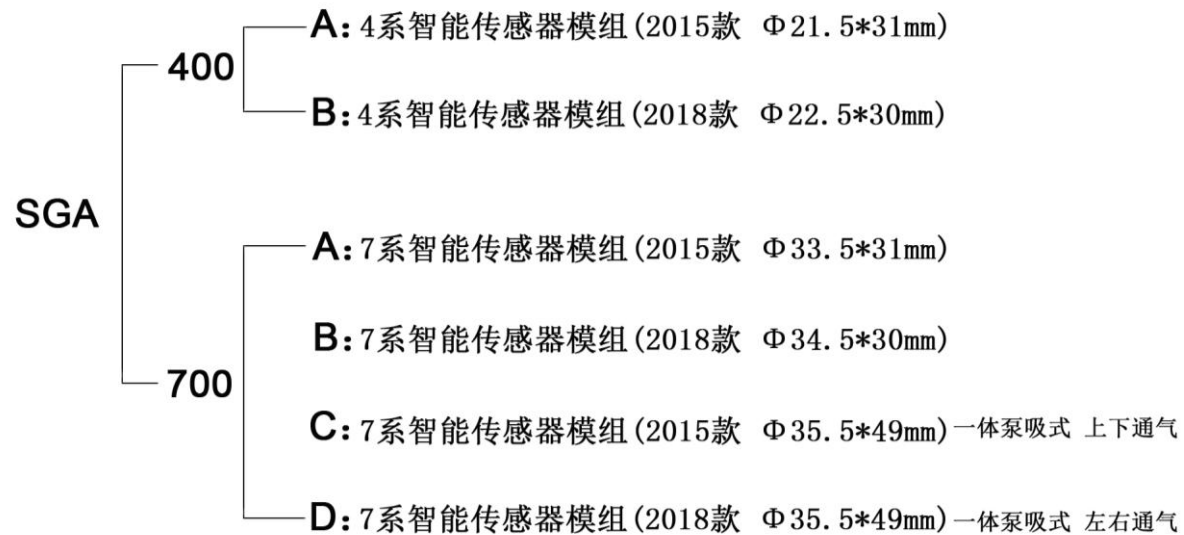 A: 4系智能传感器模组(2015款 Φ21.5*31mm)
400
B: 4系智能传感器模组(2018款 Φ22.5*30mm)
SGA
A: 7系智能传感器模组(2015款 Φ33.5*31mm)
B: 7系智能传感器模组(2018款 Φ34.5*30mm)
700
C: 7系智能传感器模组(2015款 Φ35.5*49mm)一体泵吸式 上下通气
D: 7系智能传感器模组(2018款 Φ35.5*49mm)一体泵吸式 左右通气